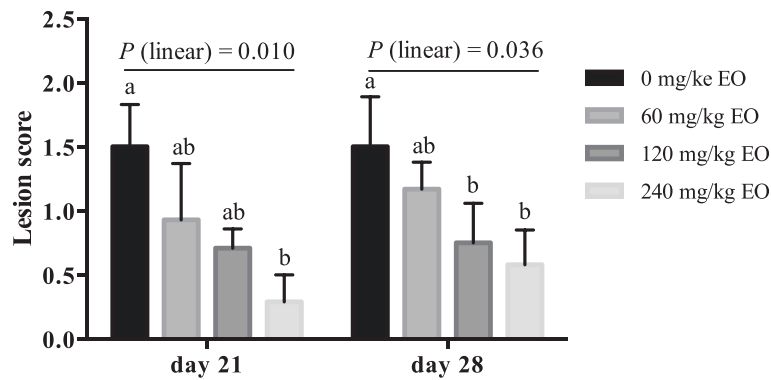 2.5
2.0
1.5
1.0
0.5
0.0
Lesion score
P (linear) = 0.010
a
ab
ab
b
P (linear) = 0.036
a
ab
b
b
day 21
day 28
0 mg/ke EO
60 mg/kg EO
120 mg/kg EO
240 mg/kg EO